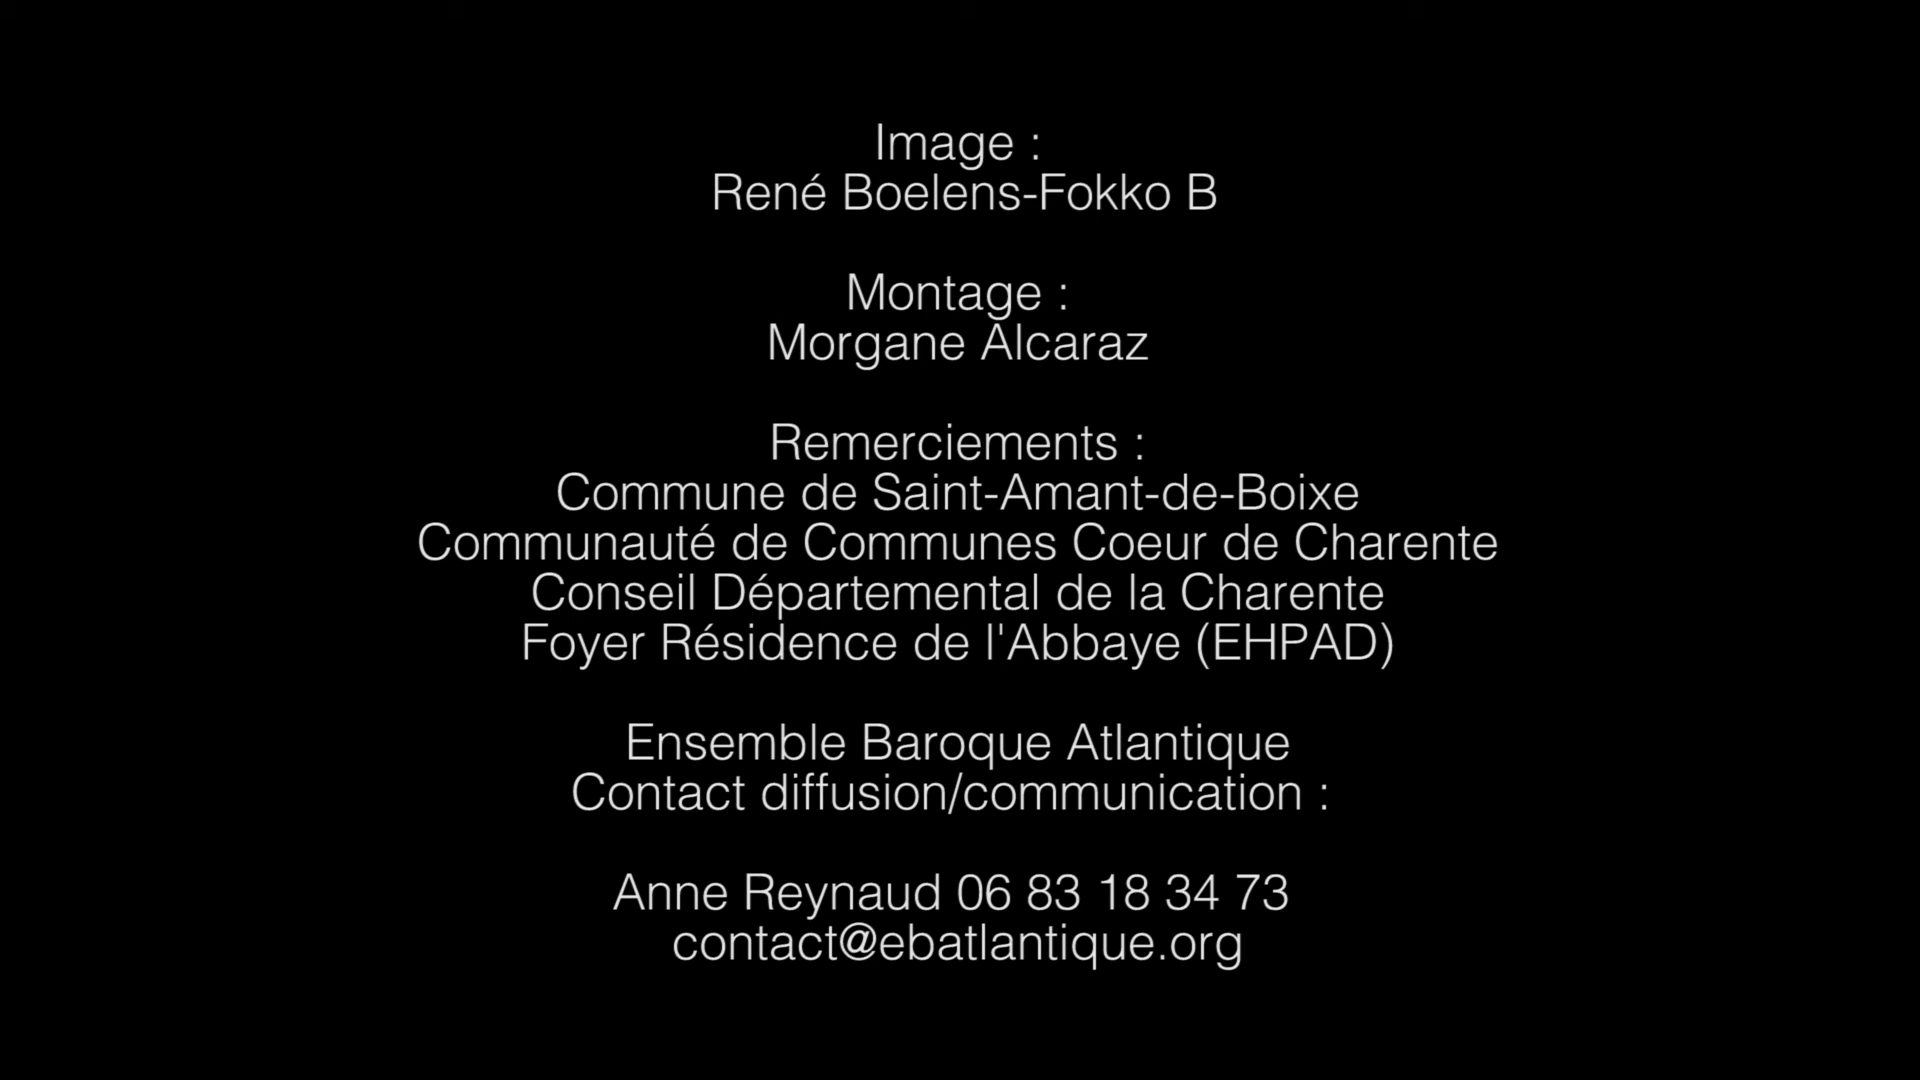 Image :
René Boelens-Fokko B
Montage :
Morgane Alcaraz
Remerciements :
Commune de Saint-Amant-de-Boixe
Communauté de Communes Coeur de Charente
Conseil Départemental de la Charente
Foyer Résidence de l'Abbaye (EHPAD)
Ensemble Baroque Atlantique
Contact diffusion/communication :
Anne Reynaud 06 83 18 34 73
contact@ebatlantique.org